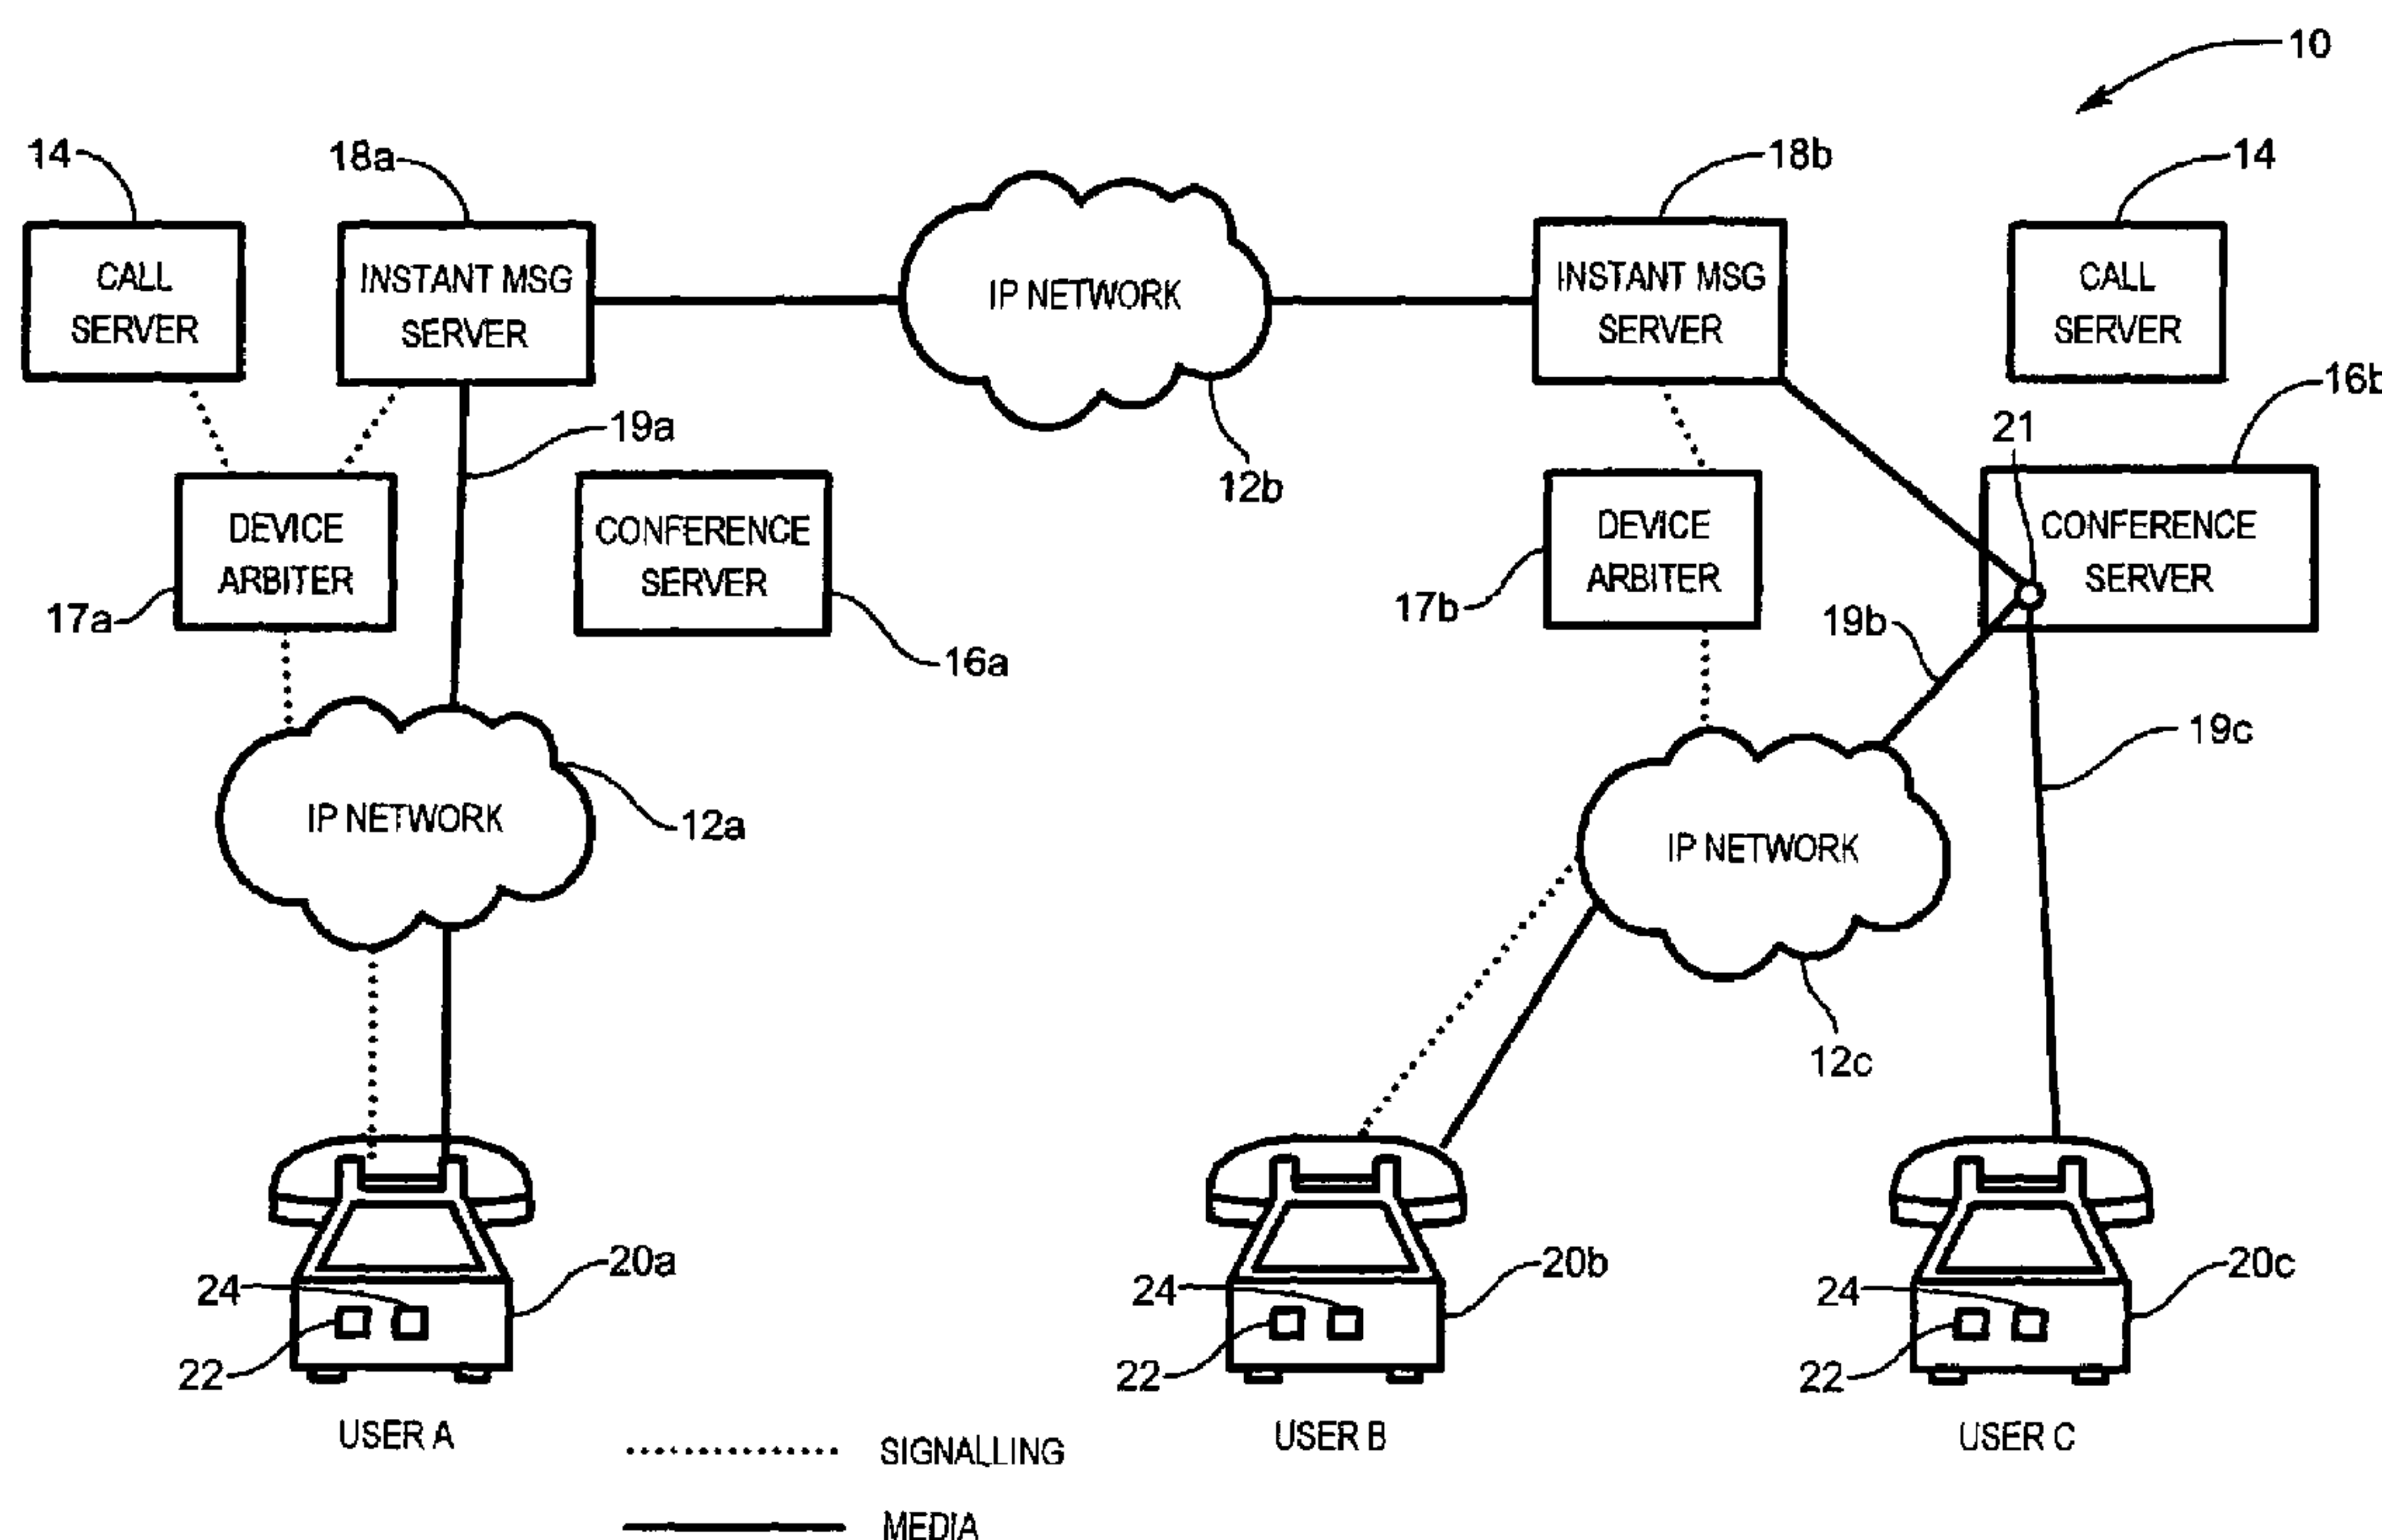 10
14
18a
18b
14
CALL
SERVER
INSTANT MSG
SERVER
IP NETWORK
INSTANT MSG
SERVER
CALL
SERVER
16b
21
19a
12b
DEVICE
ARBITER
CONFERENCE
SERVER
DEVICE
ARBITER
CONFERENCE
SERVER
17a
16a
17b
19b
19c
IP NETWORK
12a
IP NETWORK
12c
20a
24
22
20b
24
22
20c
24
22
USER A
USER B
USER C
SIGNALLING
MEDIA